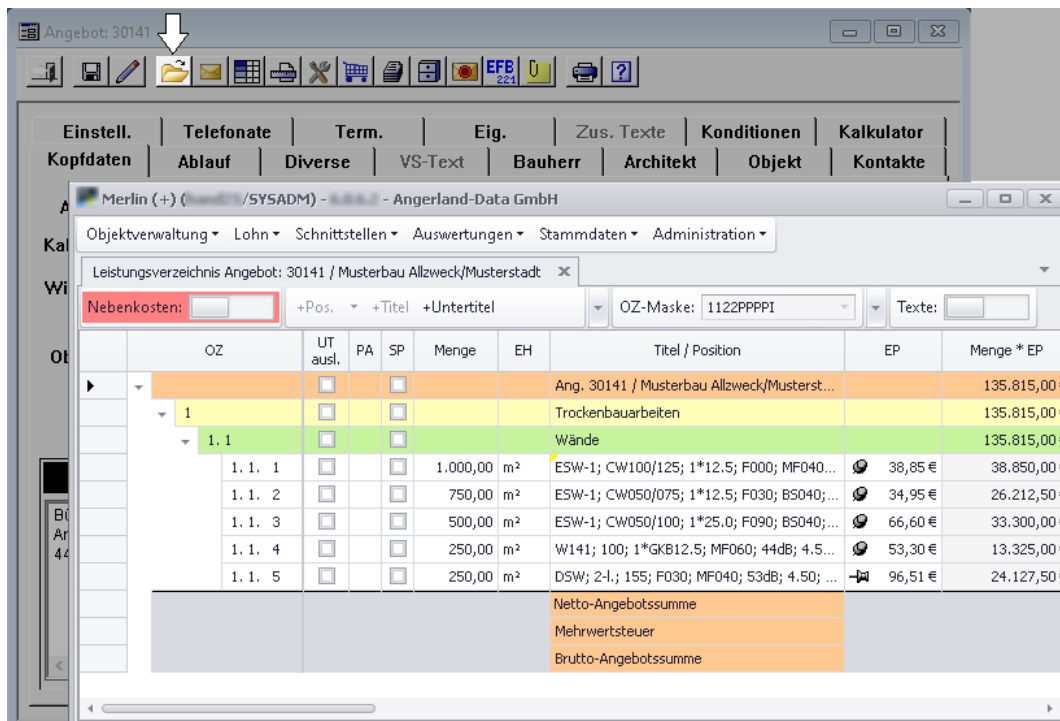 Angebot: 30141
EFB 221
?
Einstell. Telefonate Term. Eig. Zus. Texte Konditionen Kalkulator
Kopfdaten Ablauf Diverse VS-Text Bauherr Architekt Objekt Kontakte
A
Kal
Wi
Ob
Bü
An
44
Merlin (+) ( /SYSADM) - - Angerland-Data GmbH
Objektverwaltung Lohn Schnittstellen Auswertungen Stammdaten Administration
Leistungsverzeichnis Angebot: 30141 / Musterbau Allzweck/Musterstadt
Nebenkosten: +Pos. +Titel +Untertitel OZ-Maske: 1122PPPPI Texte:
OZ UT ausl. PA SP Menge EH Titel / Position EP Menge * EP
Ang. 30141 / Musterbau Allzweck/Musterst... 135.815,00
1 Trockenbauarbeiten 135.815,00
1. 1 Wände 135.815,00
1. 1. 1 1.000,00 m² ESW-1; CW100/125; 1*12.5; F000; MF040... 38,85 € 38.850,00
1. 1. 2 750,00 m² ESW-1; CW050/075; 1*12.5; F030; BS040;... 34,95 € 26.212,50
1. 1. 3 500,00 m² ESW-1; CW050/100; 1*25.0; F090; BS040;... 66,60 € 33.300,00
1. 1. 4 250,00 m² W141; 100; 1*GKB12.5; MF060; 44dB; 4.5... 53,30 € 13.325,00
1. 1. 5 250,00 m² DSW; 2-l.; 155; F030; MF040; 53dB; 4.50; ... 96,51 € 24.127,50
Netto-Angebotssumme
Mehrwertsteuer
Brutto-Angebotssumme